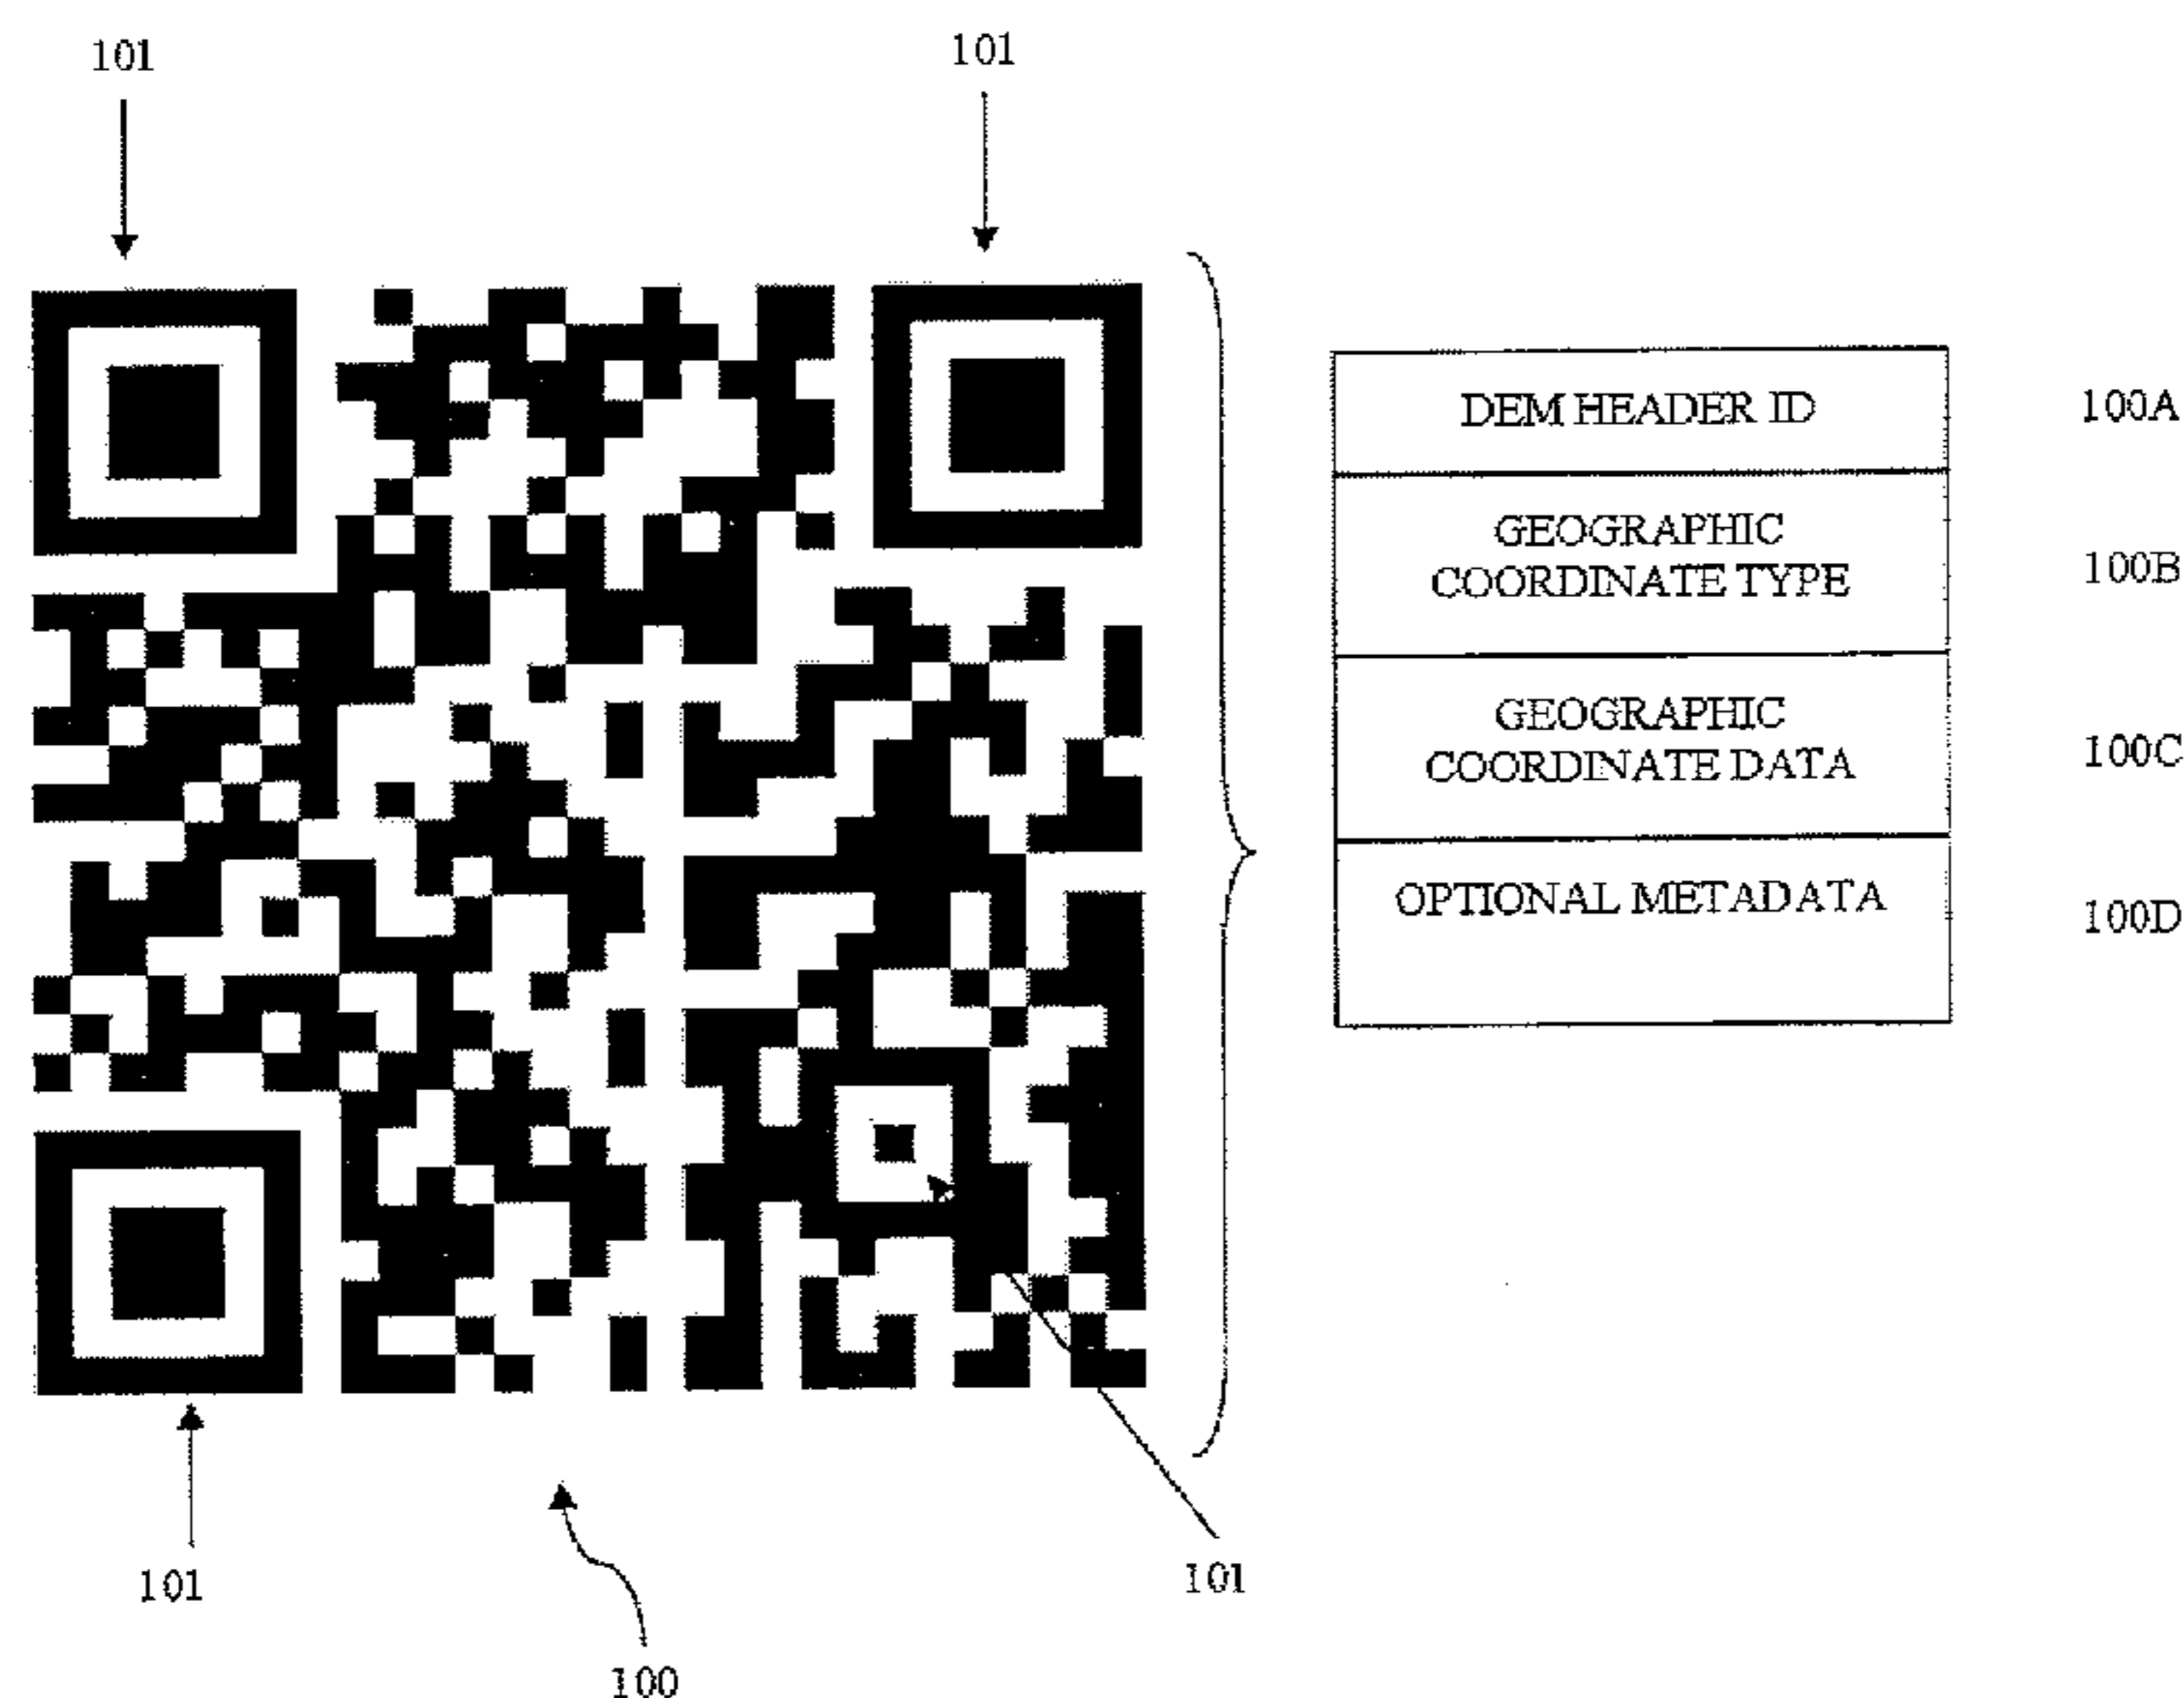 101
101
DEM HEADER ID
100A
GEOGRAPHIC
COORDINATE TYPE
100B
GEOGRAPHIC
COORDINATE DATA
100C
OPTIONAL METADATA
100D
101
101
100